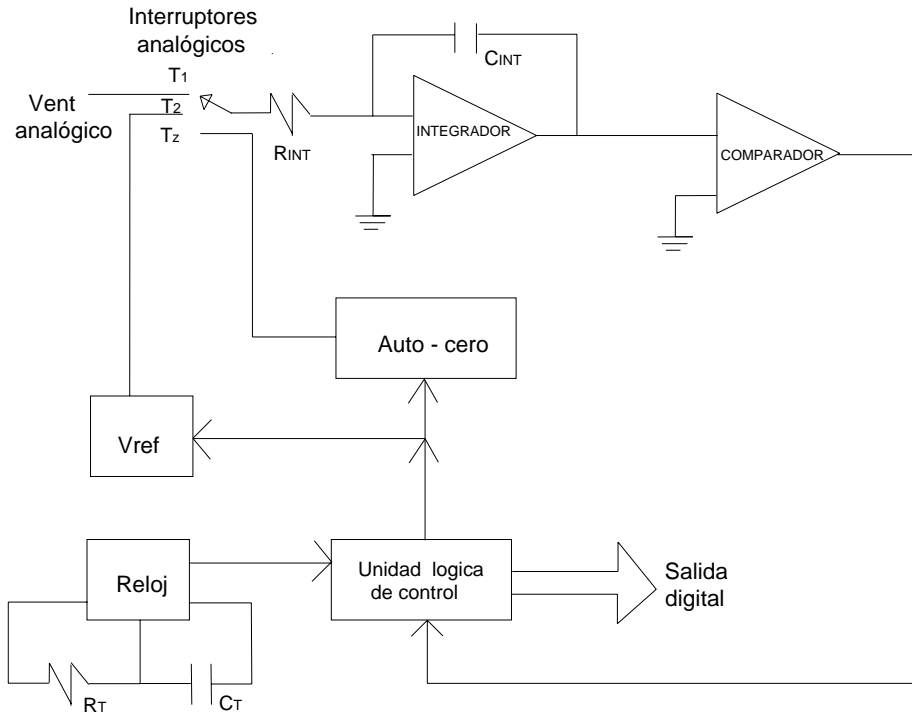 Interruptores
analógicos
T1
Vent
analógico
T2
Tz
RINT
CINT
INTEGRADOR
COMPARADOR
Auto - cero
Vref
Reloj
Unidad logica
de control
Salida
digital
RT
CT